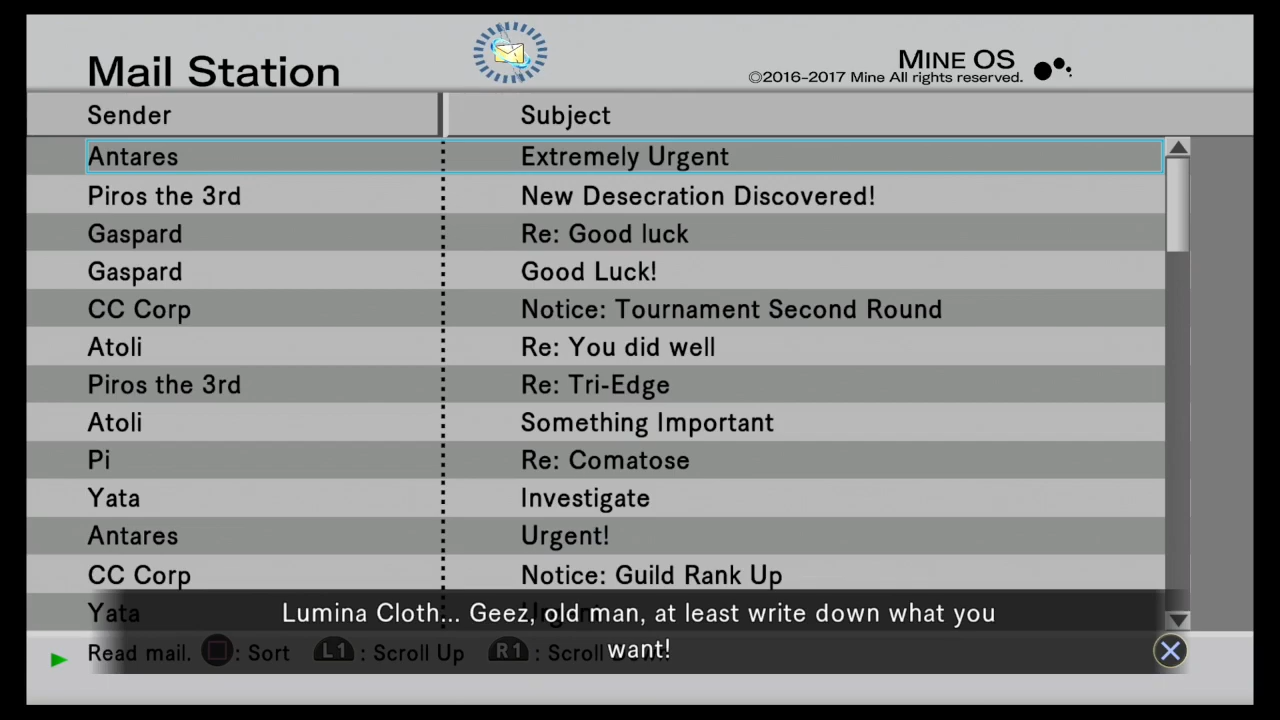 Mail Station
MINE OS
©2016-2017 Mine All rights reserved.
Sender Subject
Antares Extremely Urgent
Piros the 3rd New Desecration Discovered!
Gaspard Re: Good luck
Gaspard Good Luck!
CC Corp Notice: Tournament Second Round
Atoli Re: You did well
Piros the 3rd Re: Tri-Edge
Atoli Something Important
Pi Re: Comatose
Yata Investigate
Antares Urgent!
CC Corp Notice: Guild Rank Up
Yata
Lumina Cloth... Geez, old man, at least write down what you
want!
Read mail. : Sort L1 : Scroll Up R1 : Scroll